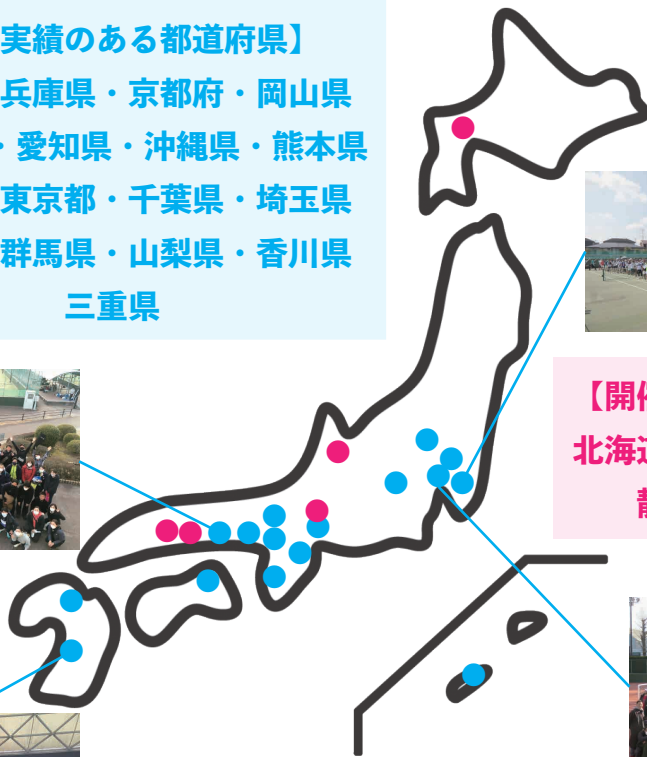 実績のある都道府県】
兵庫県・京都府・岡山県
・愛知県・沖縄県・熊本県
東京都・千葉県・埼玉県
群馬県・山梨県・香川県
三重県
【開催
北海道
静